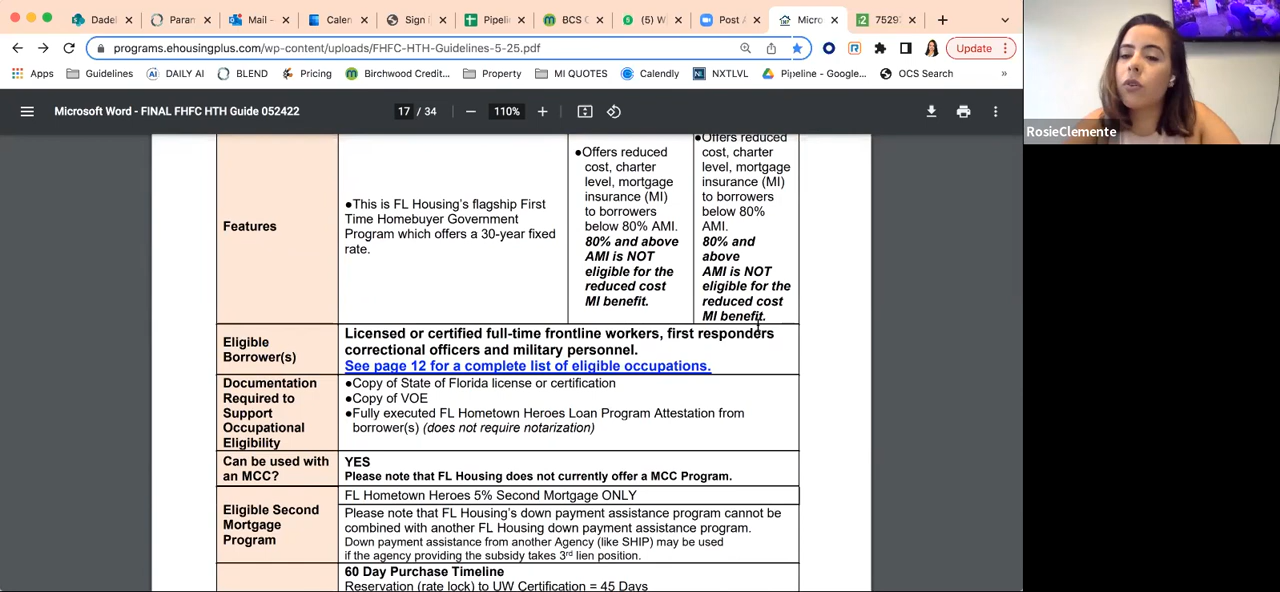 Dadel
Paran
Mail -
Calen
Sign i
Pipelin
BCS C
(5) W
Post A
Micro
7529
programs.ehousingplus.com/wp-content/uploads/FHFC-HTH-Guidelines-5-25.pdf
Update
Apps
Guidelines
DAILY AI
BLEND
Pricing
Birchwood Credit...
Property
MI QUOTES
Calendly
NXTLVL
Pipeline - Google...
OCS Search
»
Microsoft Word - FINAL FHFC HTH Guide 052422
17 / 34
110%
RosieClemente
Features
●This is FL Housing's flagship First
Time Homebuyer Government
Program which offers a 30-year fixed
rate.
●Offers reduced
cost, charter
level, mortgage
insurance (MI)
to borrowers
below 80% AMI.
80% and above
AMI is NOT
eligible for the
reduced cost
MI benefit.
●Offers reduced
cost, charter
level, mortgage
insurance (MI)
to borrowers
below 80%
AMI.
80% and
above
AMI is NOT
eligible for the
reduced cost
MI benefit.
Eligible
Borrower(s)
Licensed or certified full-time frontline workers, first responders
correctional officers and military personnel.
See page 12 for a complete list of eligible occupations.
Documentation
Required to
Support
Occupational
Eligibility
●Copy of State of Florida license or certification
●Copy of VOE
●Fully executed FL Hometown Heroes Loan Program Attestation from
borrower(s) (does not require notarization)
Can be used with
an MCC?
YES
Please note that FL Housing does not currently offer a MCC Program.
Eligible Second
Mortgage
Program
FL Hometown Heroes 5% Second Mortgage ONLY
Please note that FL Housing's down payment assistance program cannot be
combined with another FL Housing down payment assistance program.
Down payment assistance from another Agency (like SHIP) may be used
if the agency providing the subsidy takes 3rd lien position.
60 Day Purchase Timeline
Reservation (rate lock) to UW Certification = 45 Days